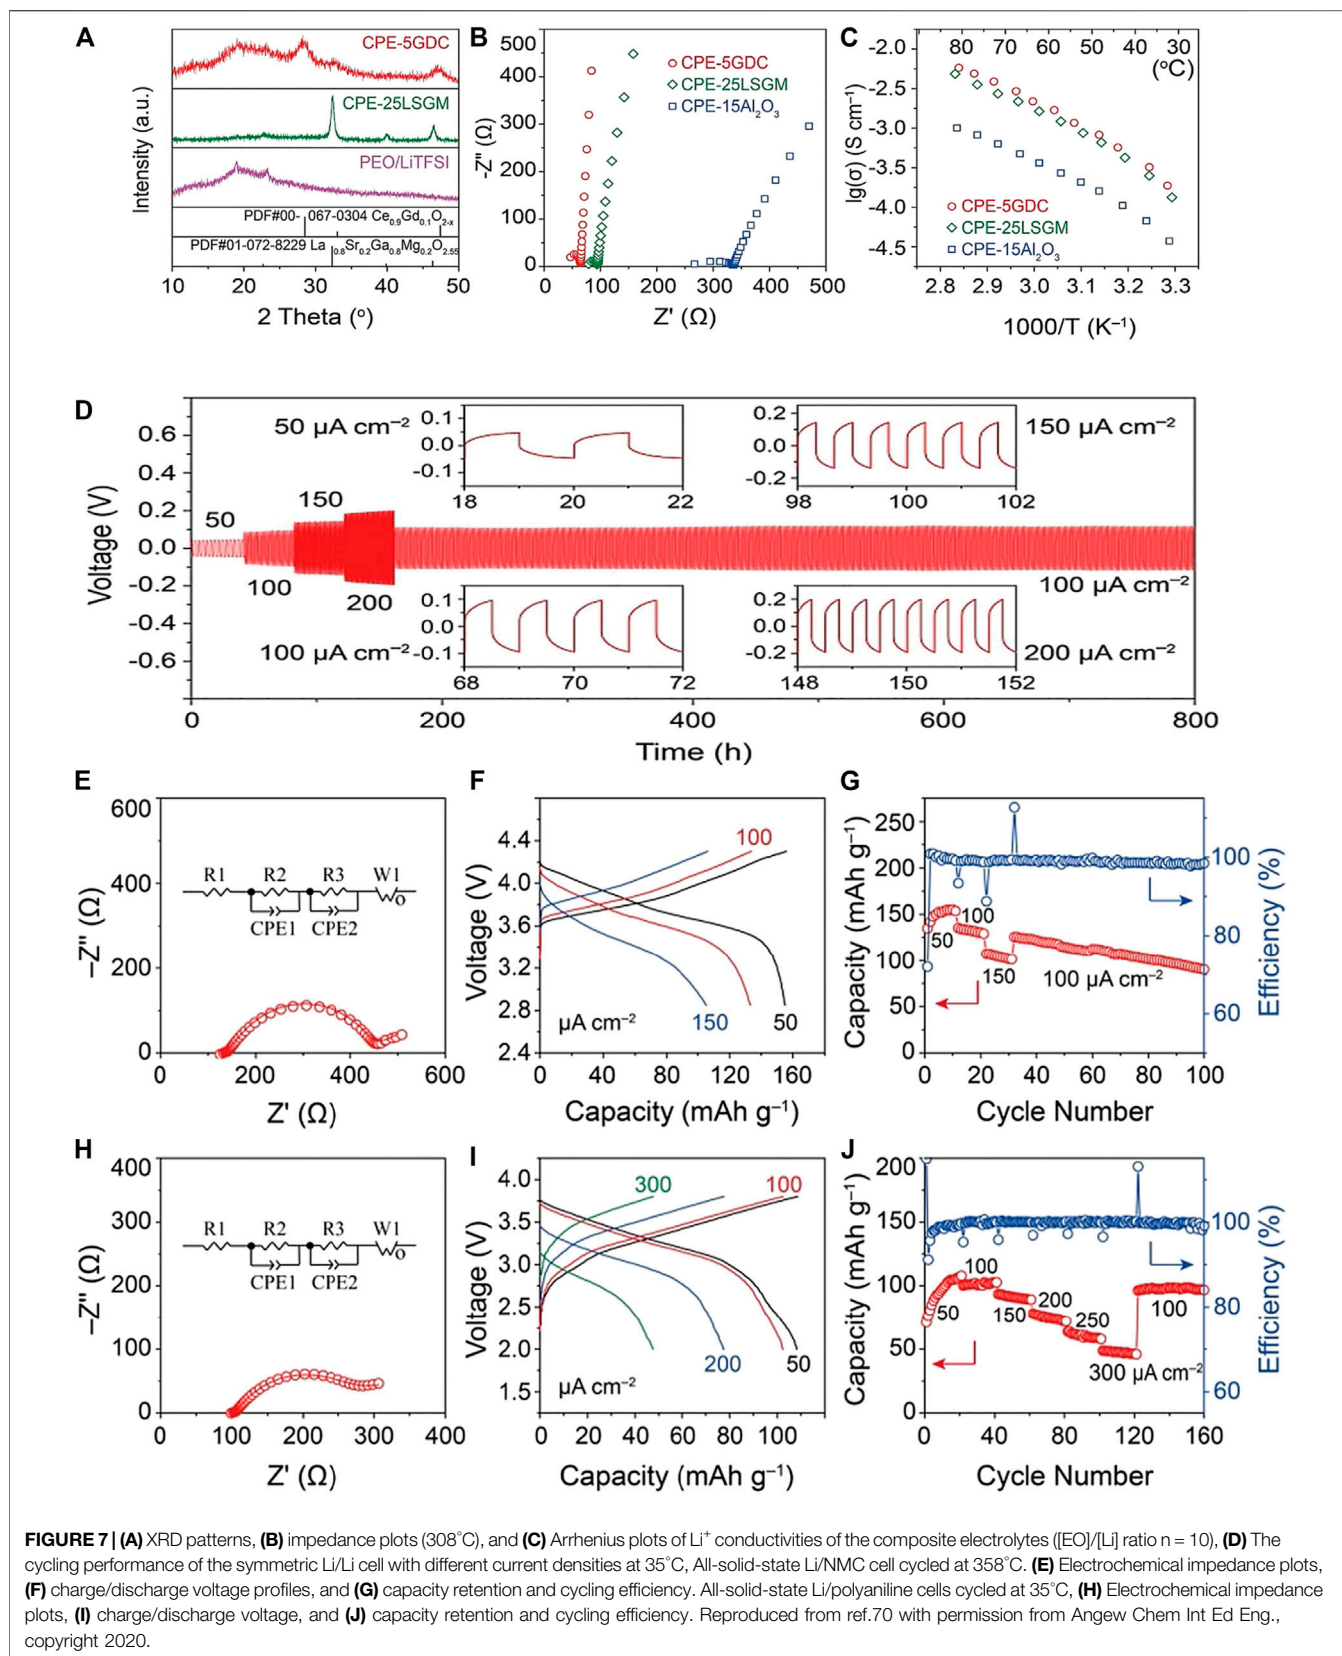 A
CPE-5GDC
CPE-25LSGM
PEO/LiTFSI
PDF#00- 067-0304 Ce0.9Gd0.1O2-x
PDF#01-072-8229 La0.8Sr0.2Ga0.8Mg0.2O2.55
Intensity (a.u.)
10 20 30 40 50
2 Theta (o)
B
500
400
300
200
100
0
-Z'' (Ω)
CPE-5GDC
CPE-25LSGM
CPE-15Al2O3
0 100 200 300 400 500
Z' (Ω)
C
80 70 60 50 40 30
(oC)
-2.0
-2.5
-3.0
-3.5
-4.0
-4.5
lg(σ) (S cm−1)
CPE-5GDC
CPE-25LSGM
CPE-15Al2O3
2.8 2.9 3.0 3.1 3.2 3.3
1000/T (K−1)
D
0.6
0.4
0.2
0.0
-0.2
-0.4
-0.6
Voltage (V)
50 μA cm−2
0.1
0.0
-0.1
18 20 22
0.2
0.0
-0.2
98 100 102
150 μA cm−2
50
100
150
200
100 μA cm−2
100 μA cm−2
0.1
0.0
-0.1
68 70 72
0.2
0.0
-0.2
148 150 152
200 μA cm−2
0 200 400 600 800
Time (h)
E
600
400
200
0
−Z'' (Ω)
R1 R2 R3 W1
CPE1 CPE2
0 200 400 600
Z' (Ω)
F
4.4
4.0
3.6
3.2
2.8
2.4
Voltage (V)
100
μA cm−2
150
50
0 40 80 120 160
Capacity (mAh g−1)
G
250
200
150
100
50
0
Capacity (mAh g−1)
50
100
150
100 μA cm−2
100
80
60
Efficiency (%)
0 20 40 60 80 100
Cycle Number
H
400
300
200
100
0
−Z'' (Ω)
R1 R2 R3 W1
CPE1 CPE2
0 100 200 300 400
Z' (Ω)
I
4.0
3.5
3.0
2.5
2.0
1.5
Voltage (V)
300
100
μA cm−2
200
50
0 20 40 60 80 100
Capacity (mAh g−1)
J
200
150
100
50
0
Capacity (mAh g−1)
50
100
150
200
250
300 μA cm−2
100
100
80
60
Efficiency (%)
0 40 80 120 160
Cycle Number
FIGURE 7 | (A) XRD patterns, (B) impedance plots (308°C), and (C) Arrhenius plots of Li+ conductivities of the composite electrolytes ([EO]/[Li] ratio n = 10), (D) The
cycling performance of the symmetric Li/Li cell with different current densities at 35°C, All-solid-state Li/NMC cell cycled at 358°C. (E) Electrochemical impedance plots,
(F) charge/discharge voltage profiles, and (G) capacity retention and cycling efficiency. All-solid-state Li/polyaniline cells cycled at 35°C, (H) Electrochemical impedance
plots, (I) charge/discharge voltage, and (J) capacity retention and cycling efficiency. Reproduced from ref.70 with permission from Angew Chem Int Ed Eng.,
copyright 2020.